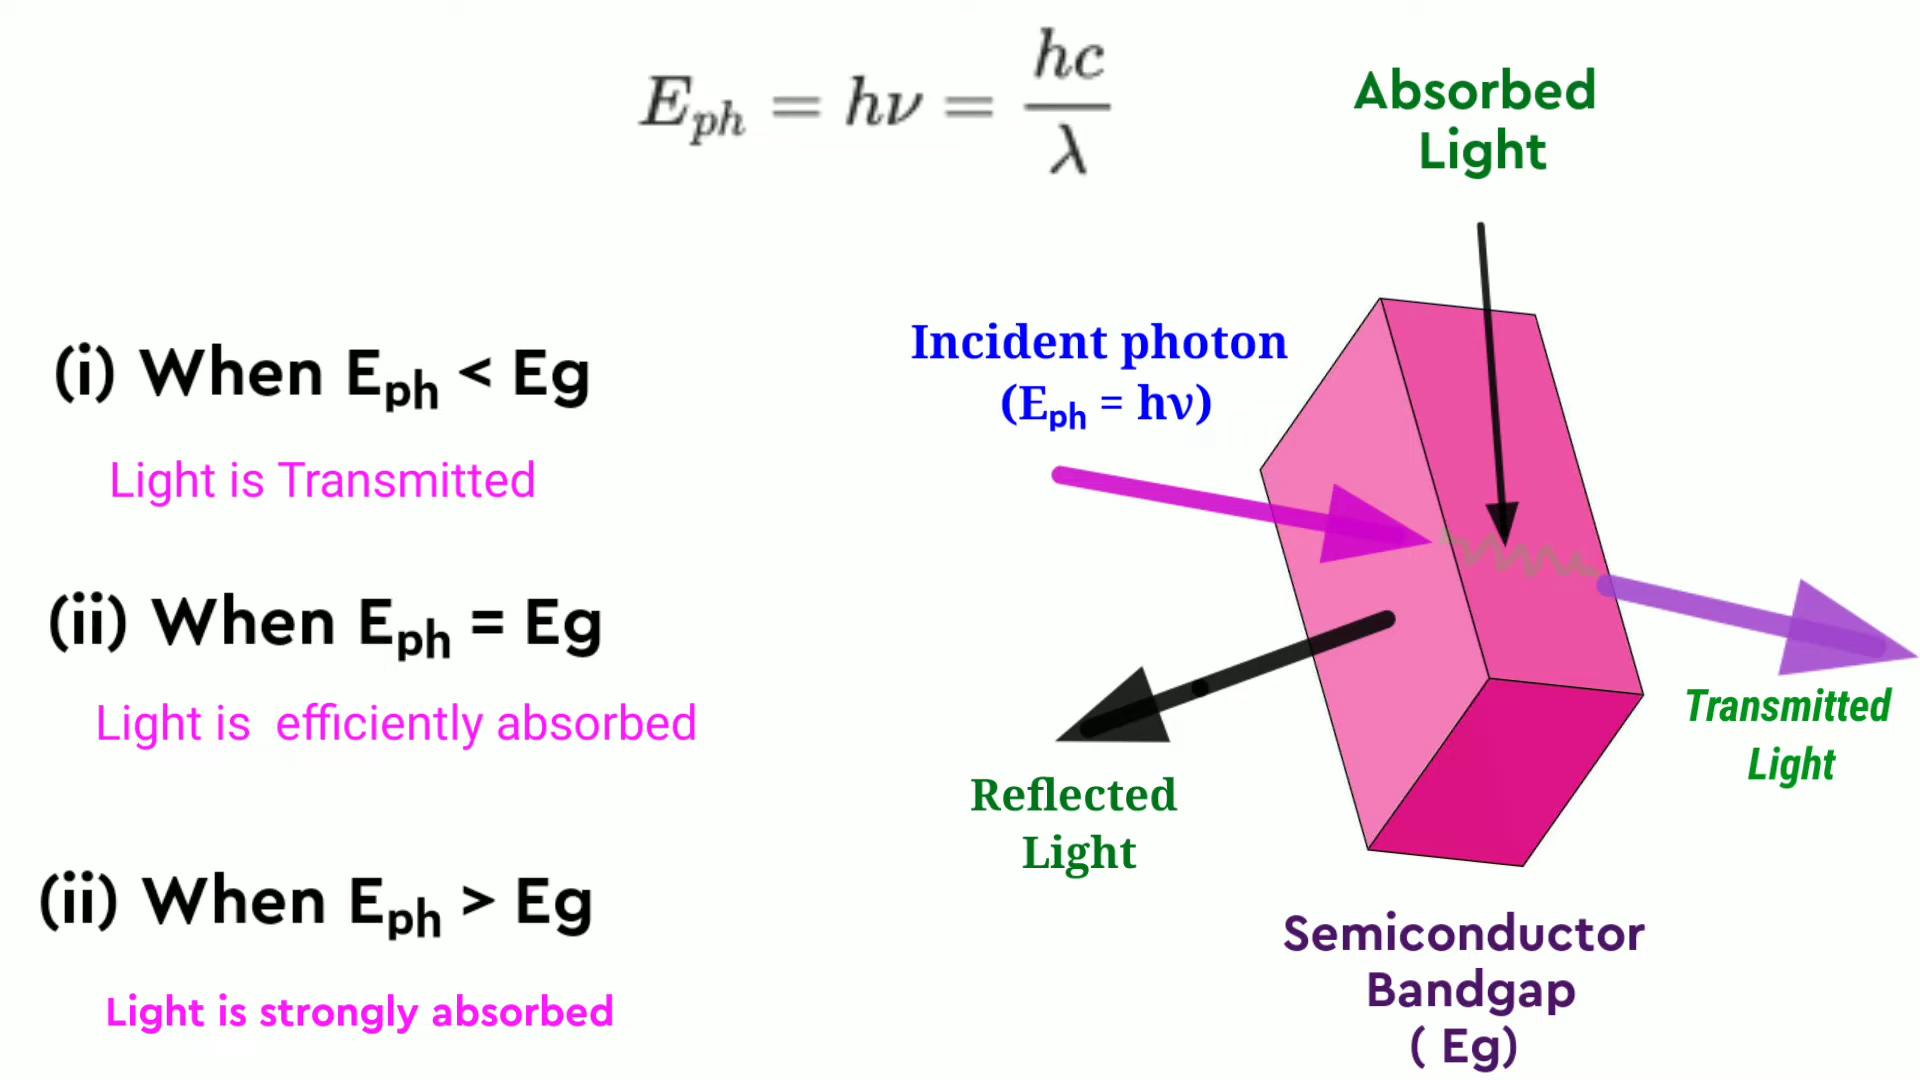 E_ph = hν = hc/λ
Absorbed
Light
Incident photon
(E_ph = hν)
(i) When E_ph < Eg
Light is Transmitted
(ii) When E_ph = Eg
Light is efficiently absorbed
(ii) When E_ph > Eg
Light is strongly absorbed
Reflected
Light
Transmitted
Light
Semiconductor
Bandgap
( Eg)